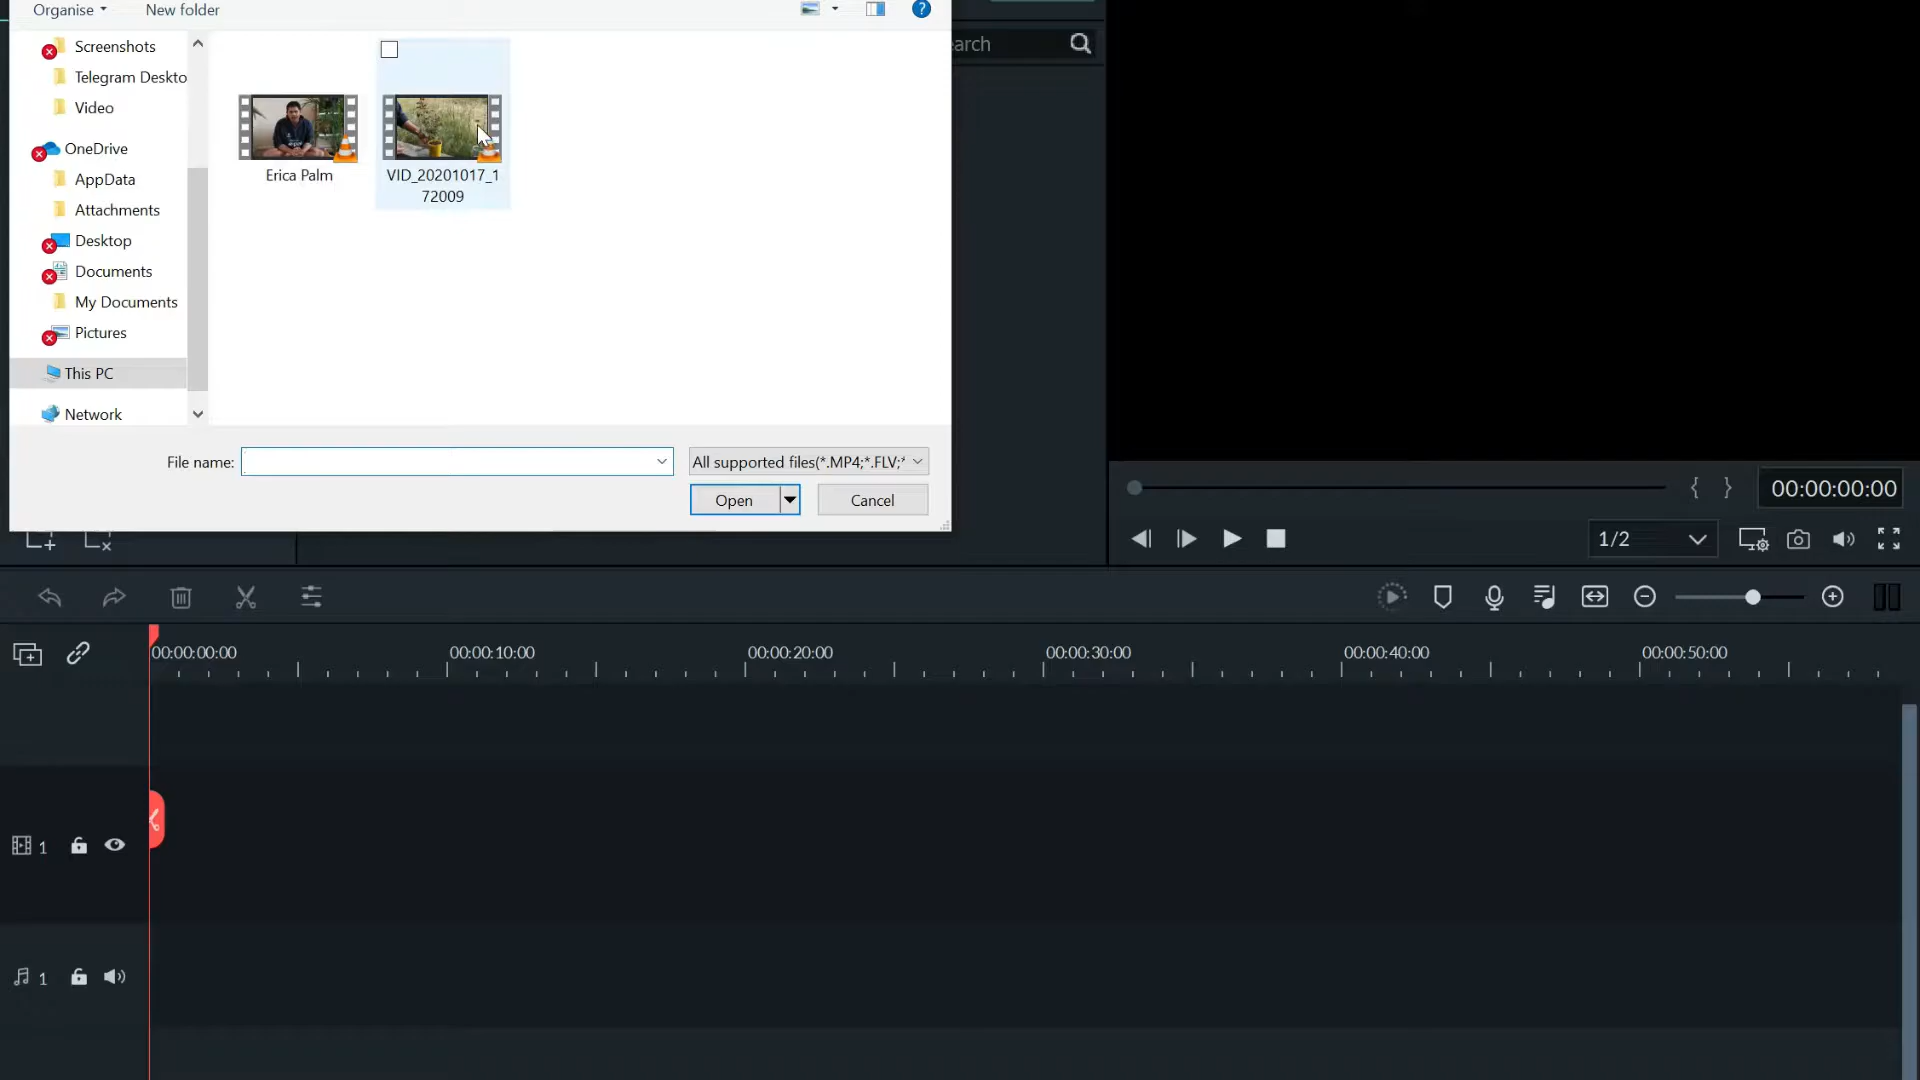 Organise
New folder
Screenshots
Telegram Deskto
Video
OneDrive
AppData
Attachments
Desktop
Documents
My Documents
Pictures
This PC
Network
Erica Palm
VID_20201017_1
72009
earch
File name:
All supported files(*.MP4;*.FLV;*
Open
Cancel
00:00:00:00
1/2
00:00:00:00
00:00:10:00
00:00:20:00
00:00:30:00
00:00:40:00
00:00:50:00
1
1